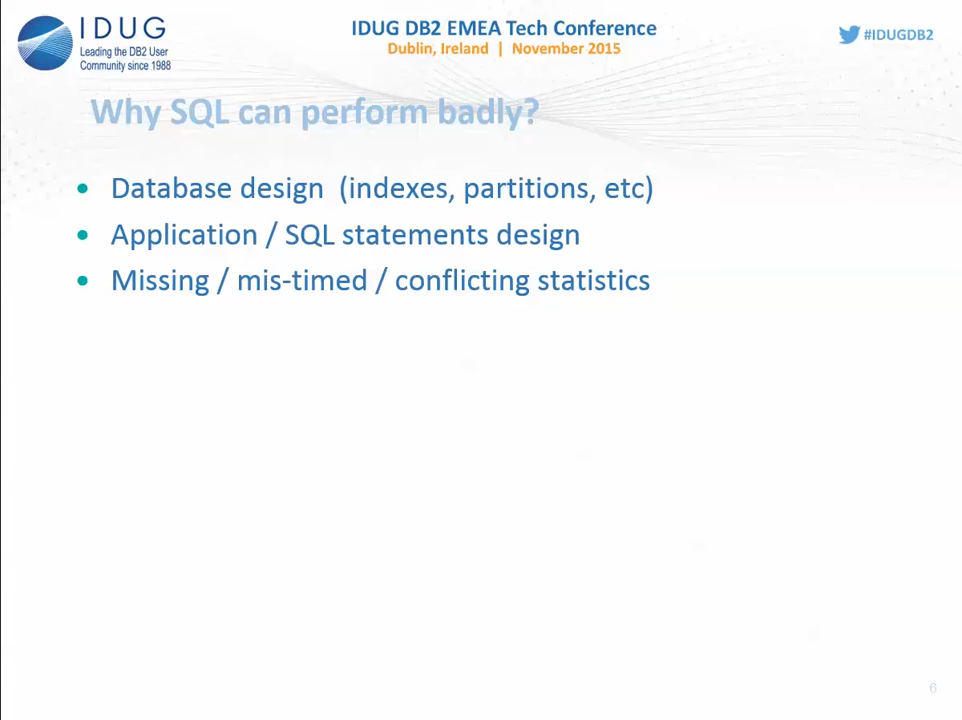 IDUG
Leading the DB2 User
Community since 1988
IDUG DB2 EMEA Tech Conference
Dublin, Ireland | November 2015
#IDUGDB2
Why SQL can perform badly?
• Database design (indexes, partitions, etc)
• Application / SQL statements design
• Missing / mis-timed / conflicting statistics
6